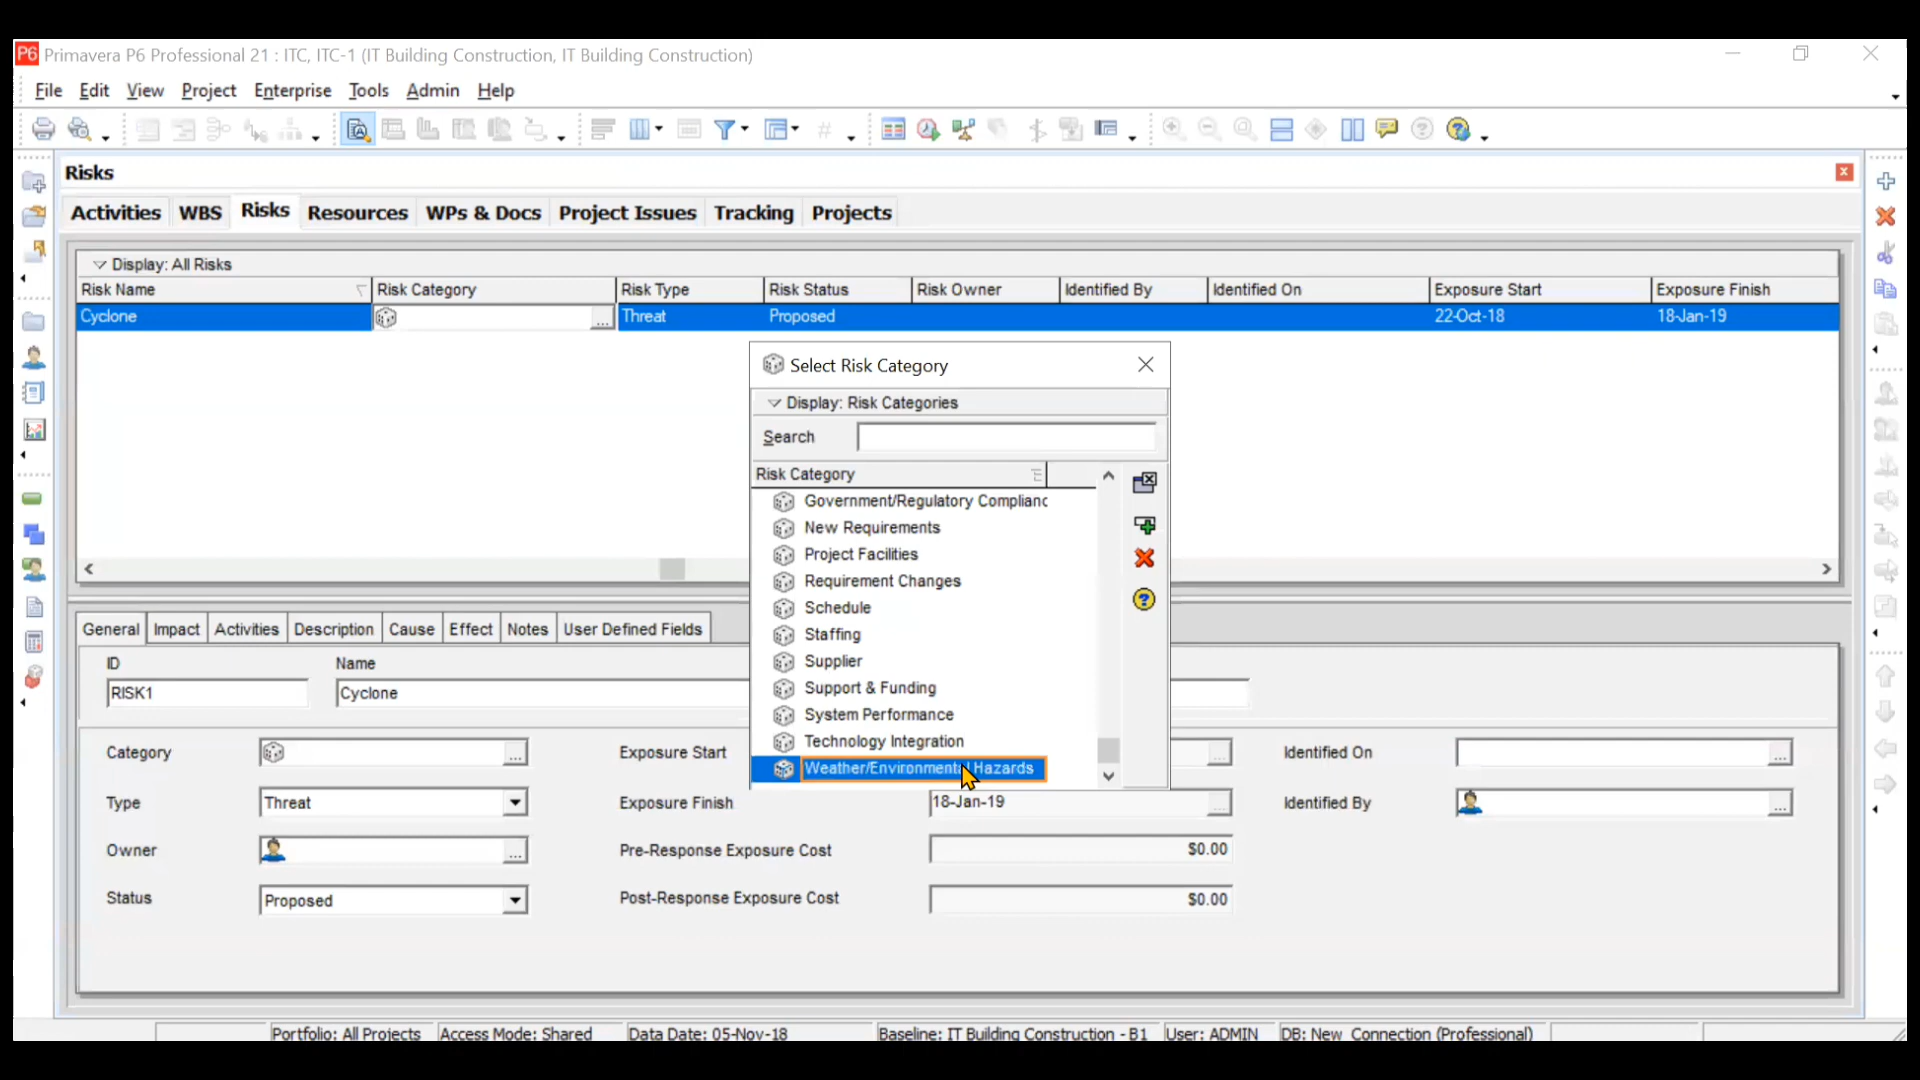 P6 Primavera P6 Professional 21 : ITC, ITC-1 (IT Building Construction, IT Building Construction)
File Edit View Project Enterprise Tools Admin Help
Risks
Activities WBS Risks Resources WPs & Docs Project Issues Tracking Projects
Display: All Risks
Risk Name Risk Category Risk Type Risk Status Risk Owner Identified By Identified On Exposure Start Exposure Finish
Cyclone ... Threat Proposed 22-Oct-18 18-Jan-19
Select Risk Category
Display: Risk Categories
Search
Risk Category
Government/Regulatory Complianc
New Requirements
Project Facilities
Requirement Changes
Schedule
Staffing
Supplier
Support & Funding
System Performance
Technology Integration
Weather/Environmental Hazards
General Impact Activities Description Cause Effect Notes User Defined Fields
ID Name
RISK1 Cyclone
Category ... Exposure Start ... Identified On ...
Type Threat Exposure Finish 18-Jan-19 ... Identified By ...
Owner ... Pre-Response Exposure Cost $0.00
Status Proposed Post-Response Exposure Cost $0.00
Portfolio: All Projects Access Mode: Shared Data Date: 05-Nov-18 Baseline: IT Building Construction - B1 User: ADMIN DB: New_Connection (Professional)